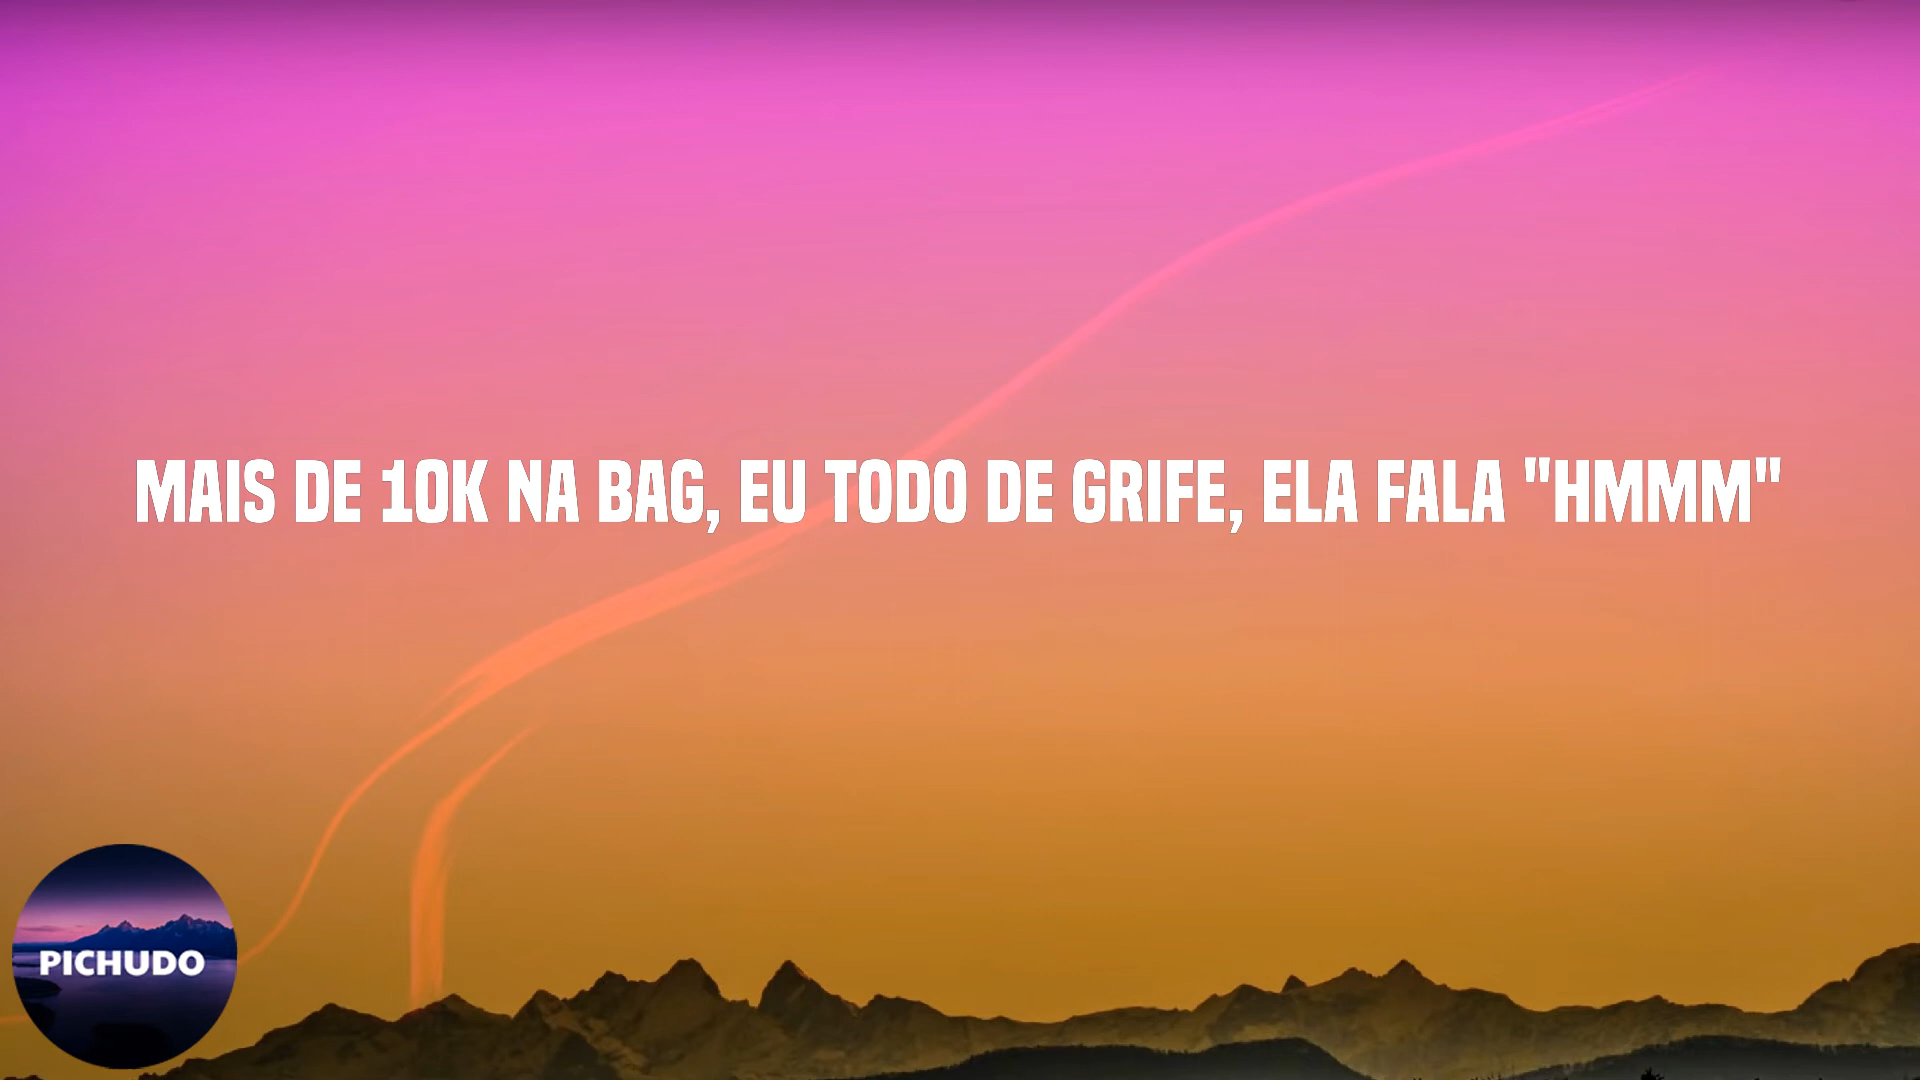 MAIS DE 10K NA BAG, EU TODO DE GRIFE, ELA FALA "HMMM"
PICHUDO